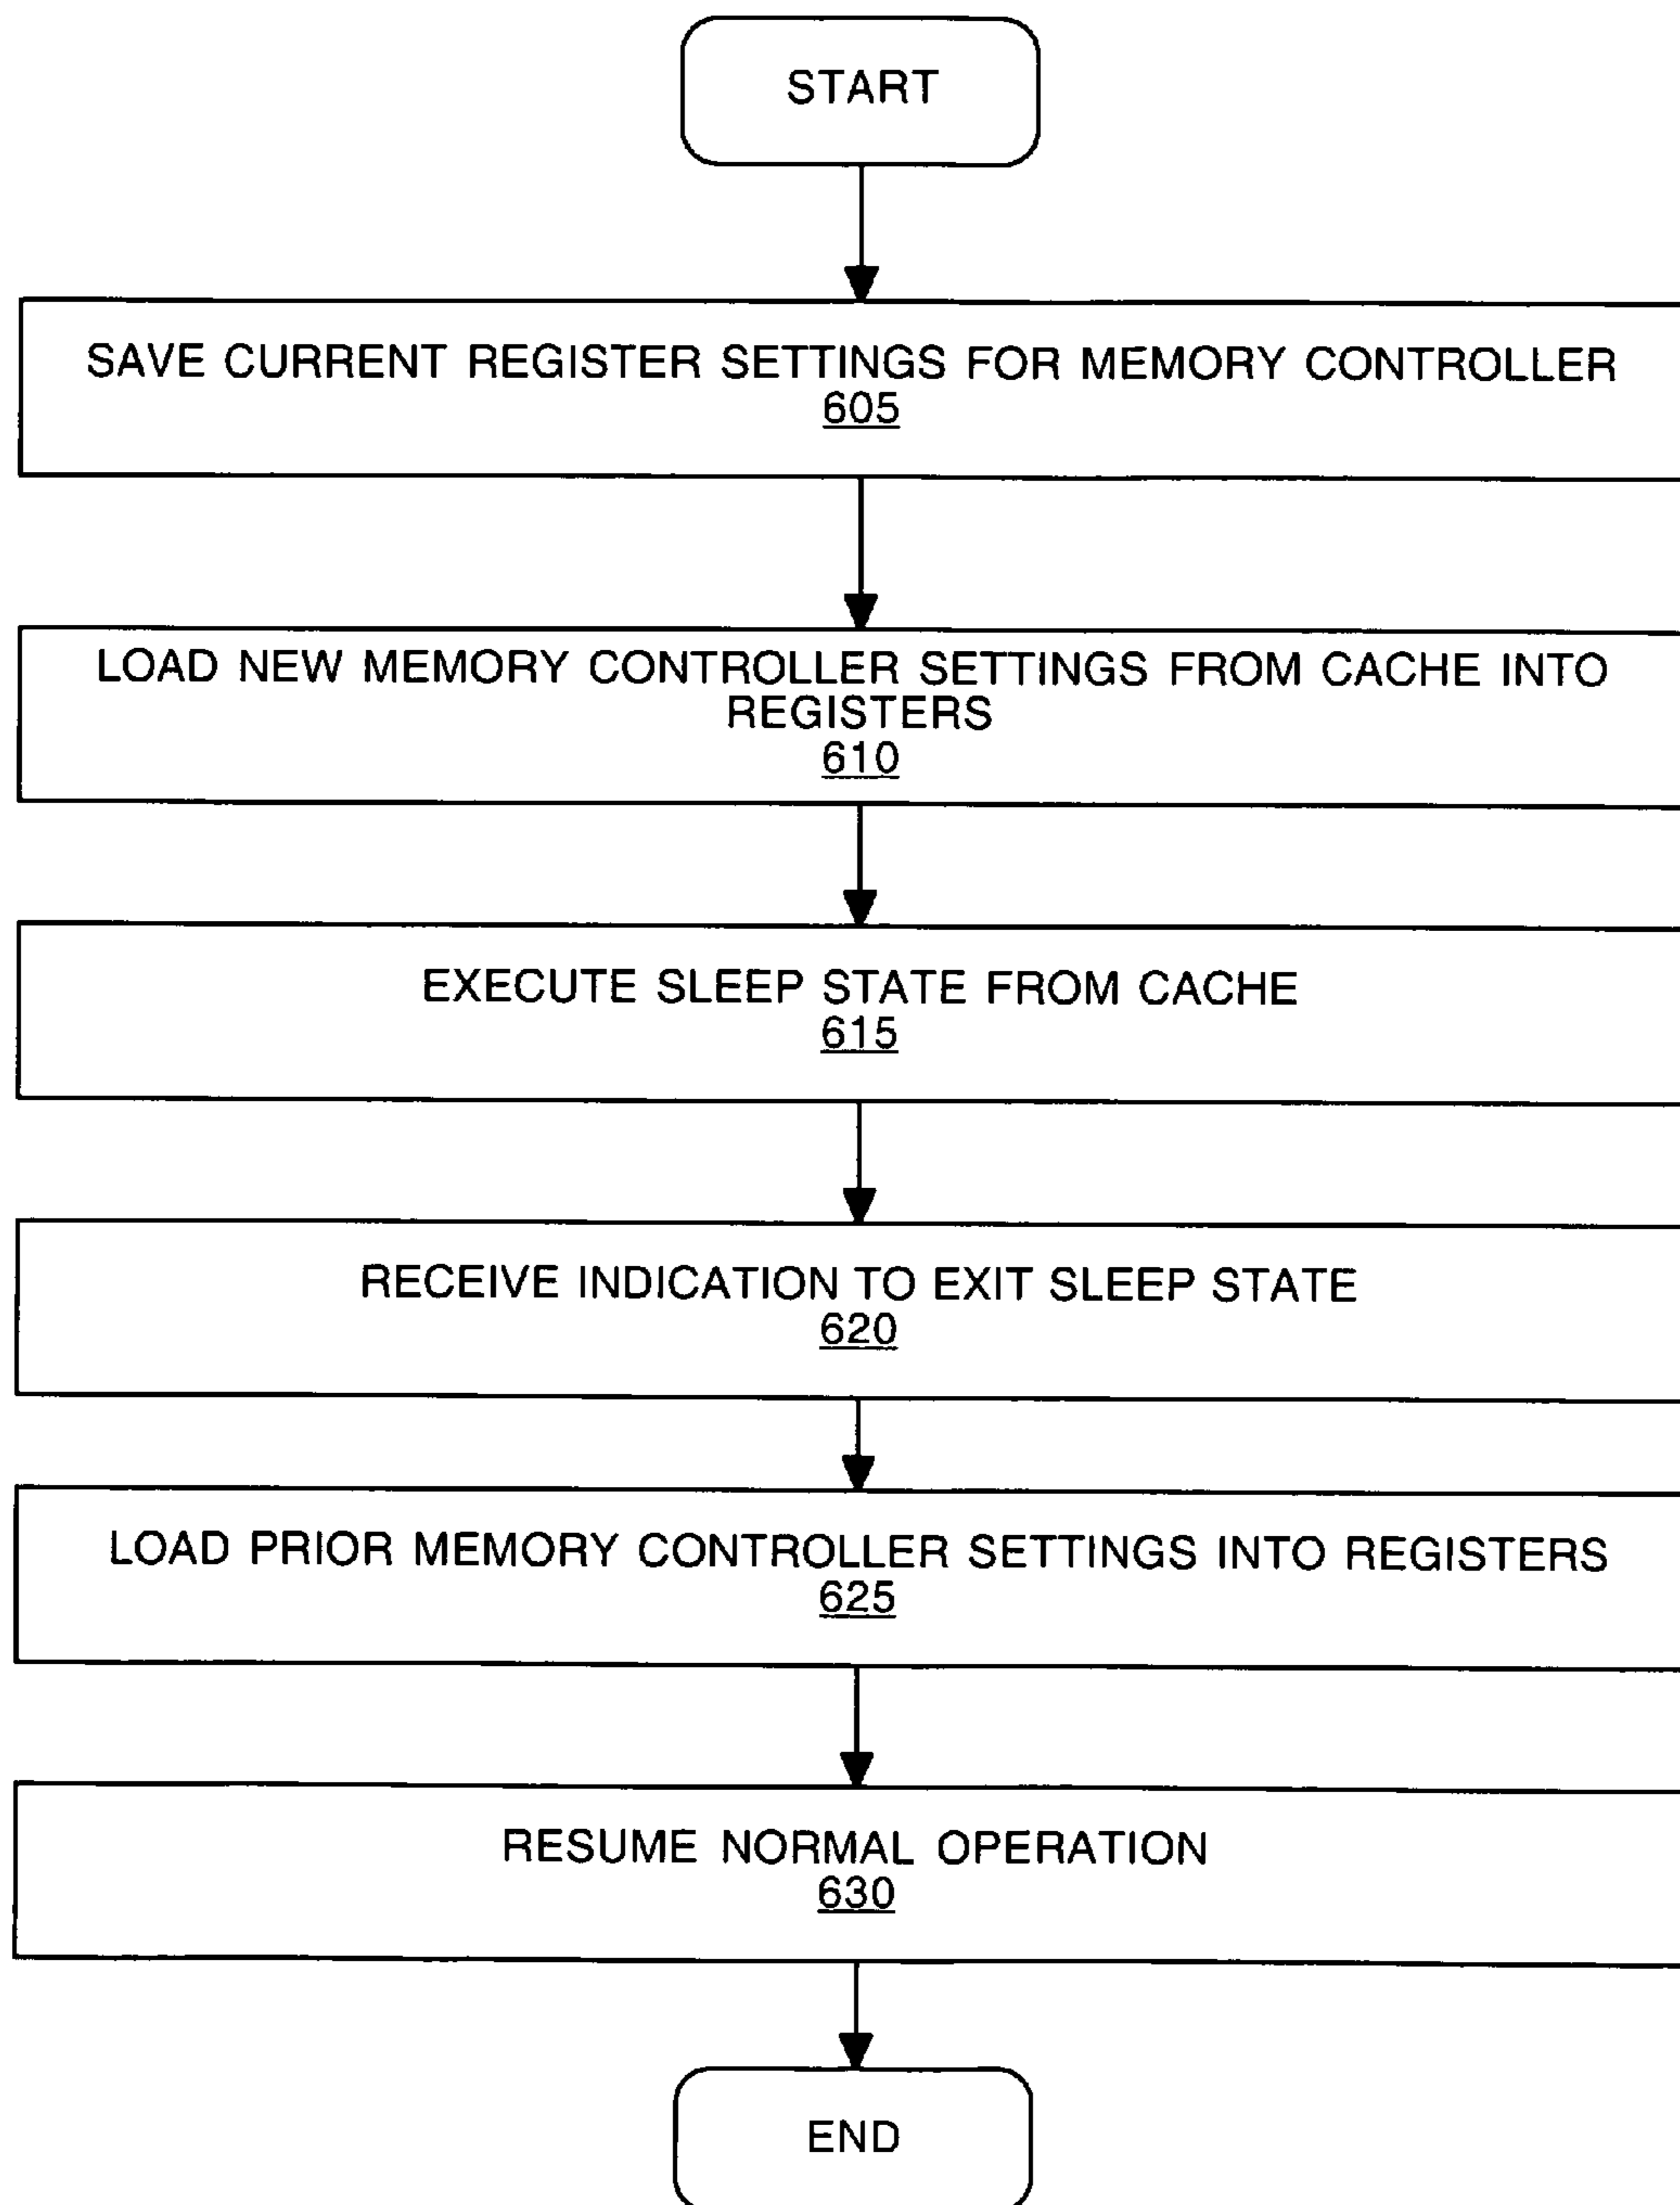 START
SAVE CURRENT REGISTER SETTINGS FOR MEMORY CONTROLLER
605
LOAD NEW MEMORY CONTROLLER SETTINGS FROM CACHE INTO
REGISTERS
610
EXECUTE SLEEP STATE FROM CACHE
615
RECEIVE INDICATION TO EXIT SLEEP STATE
620
LOAD PRIOR MEMORY CONTROLLER SETTINGS INTO REGISTERS
625
RESUME NORMAL OPERATION
630
END